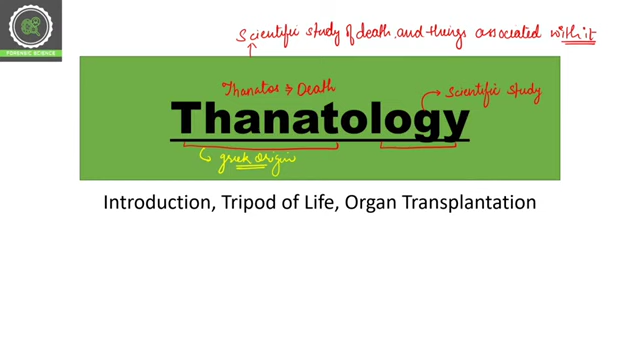 Scientific study of death and things associated with it
FORENSIC SCIENCE
Thanatos → Death
Scientific study
Thanatology
greek origin
Introduction, Tripod of Life, Organ Transplantation